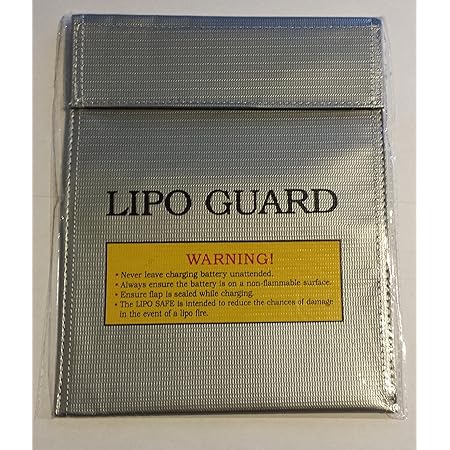 LIPO GUARD
WARNING!
• Never leave charging battery unattended.
• Always ensure the battery is on a non-flammable surface.
• Ensure flap is sealed while charging.
• The LIPO SAFE is intended to reduce the chances of damage
in the event of a lipo fire.